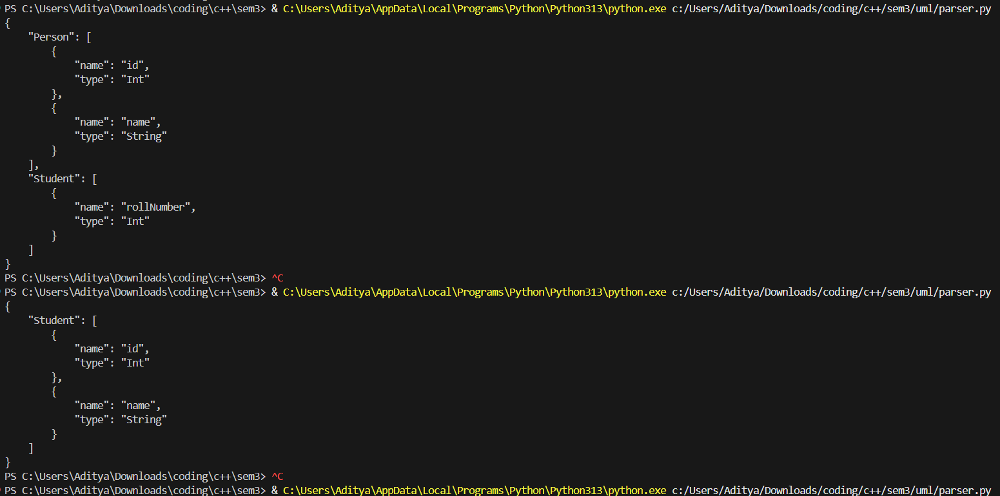 PS C:\Users\Aditya\Downloads\coding\c++\sem3> & C:\Users\Aditya\AppData\Local\Programs\Python\Python313\python.exe c:/Users/Aditya/Downloads/coding/c++/sem3/uml/parser.py
{
    "Person": [
        {
            "name": "id",
            "type": "Int"
        },
        {
            "name": "name",
            "type": "String"
        }
    ],
    "Student": [
        {
            "name": "rollNumber",
            "type": "Int"
        }
    ]
}
PS C:\Users\Aditya\Downloads\coding\c++\sem3> ^C
PS C:\Users\Aditya\Downloads\coding\c++\sem3> & C:\Users\Aditya\AppData\Local\Programs\Python\Python313\python.exe c:/Users/Aditya/Downloads/coding/c++/sem3/uml/parser.py
{
    "Student": [
        {
            "name": "id",
            "type": "Int"
        },
        {
            "name": "name",
            "type": "String"
        }
    ]
}
PS C:\Users\Aditya\Downloads\coding\c++\sem3> ^C
PS C:\Users\Aditya\Downloads\coding\c++\sem3> & C:\Users\Aditya\AppData\Local\Programs\Python\Python313\python.exe c:/Users/Aditya/Downloads/coding/c++/sem3/uml/parser.py